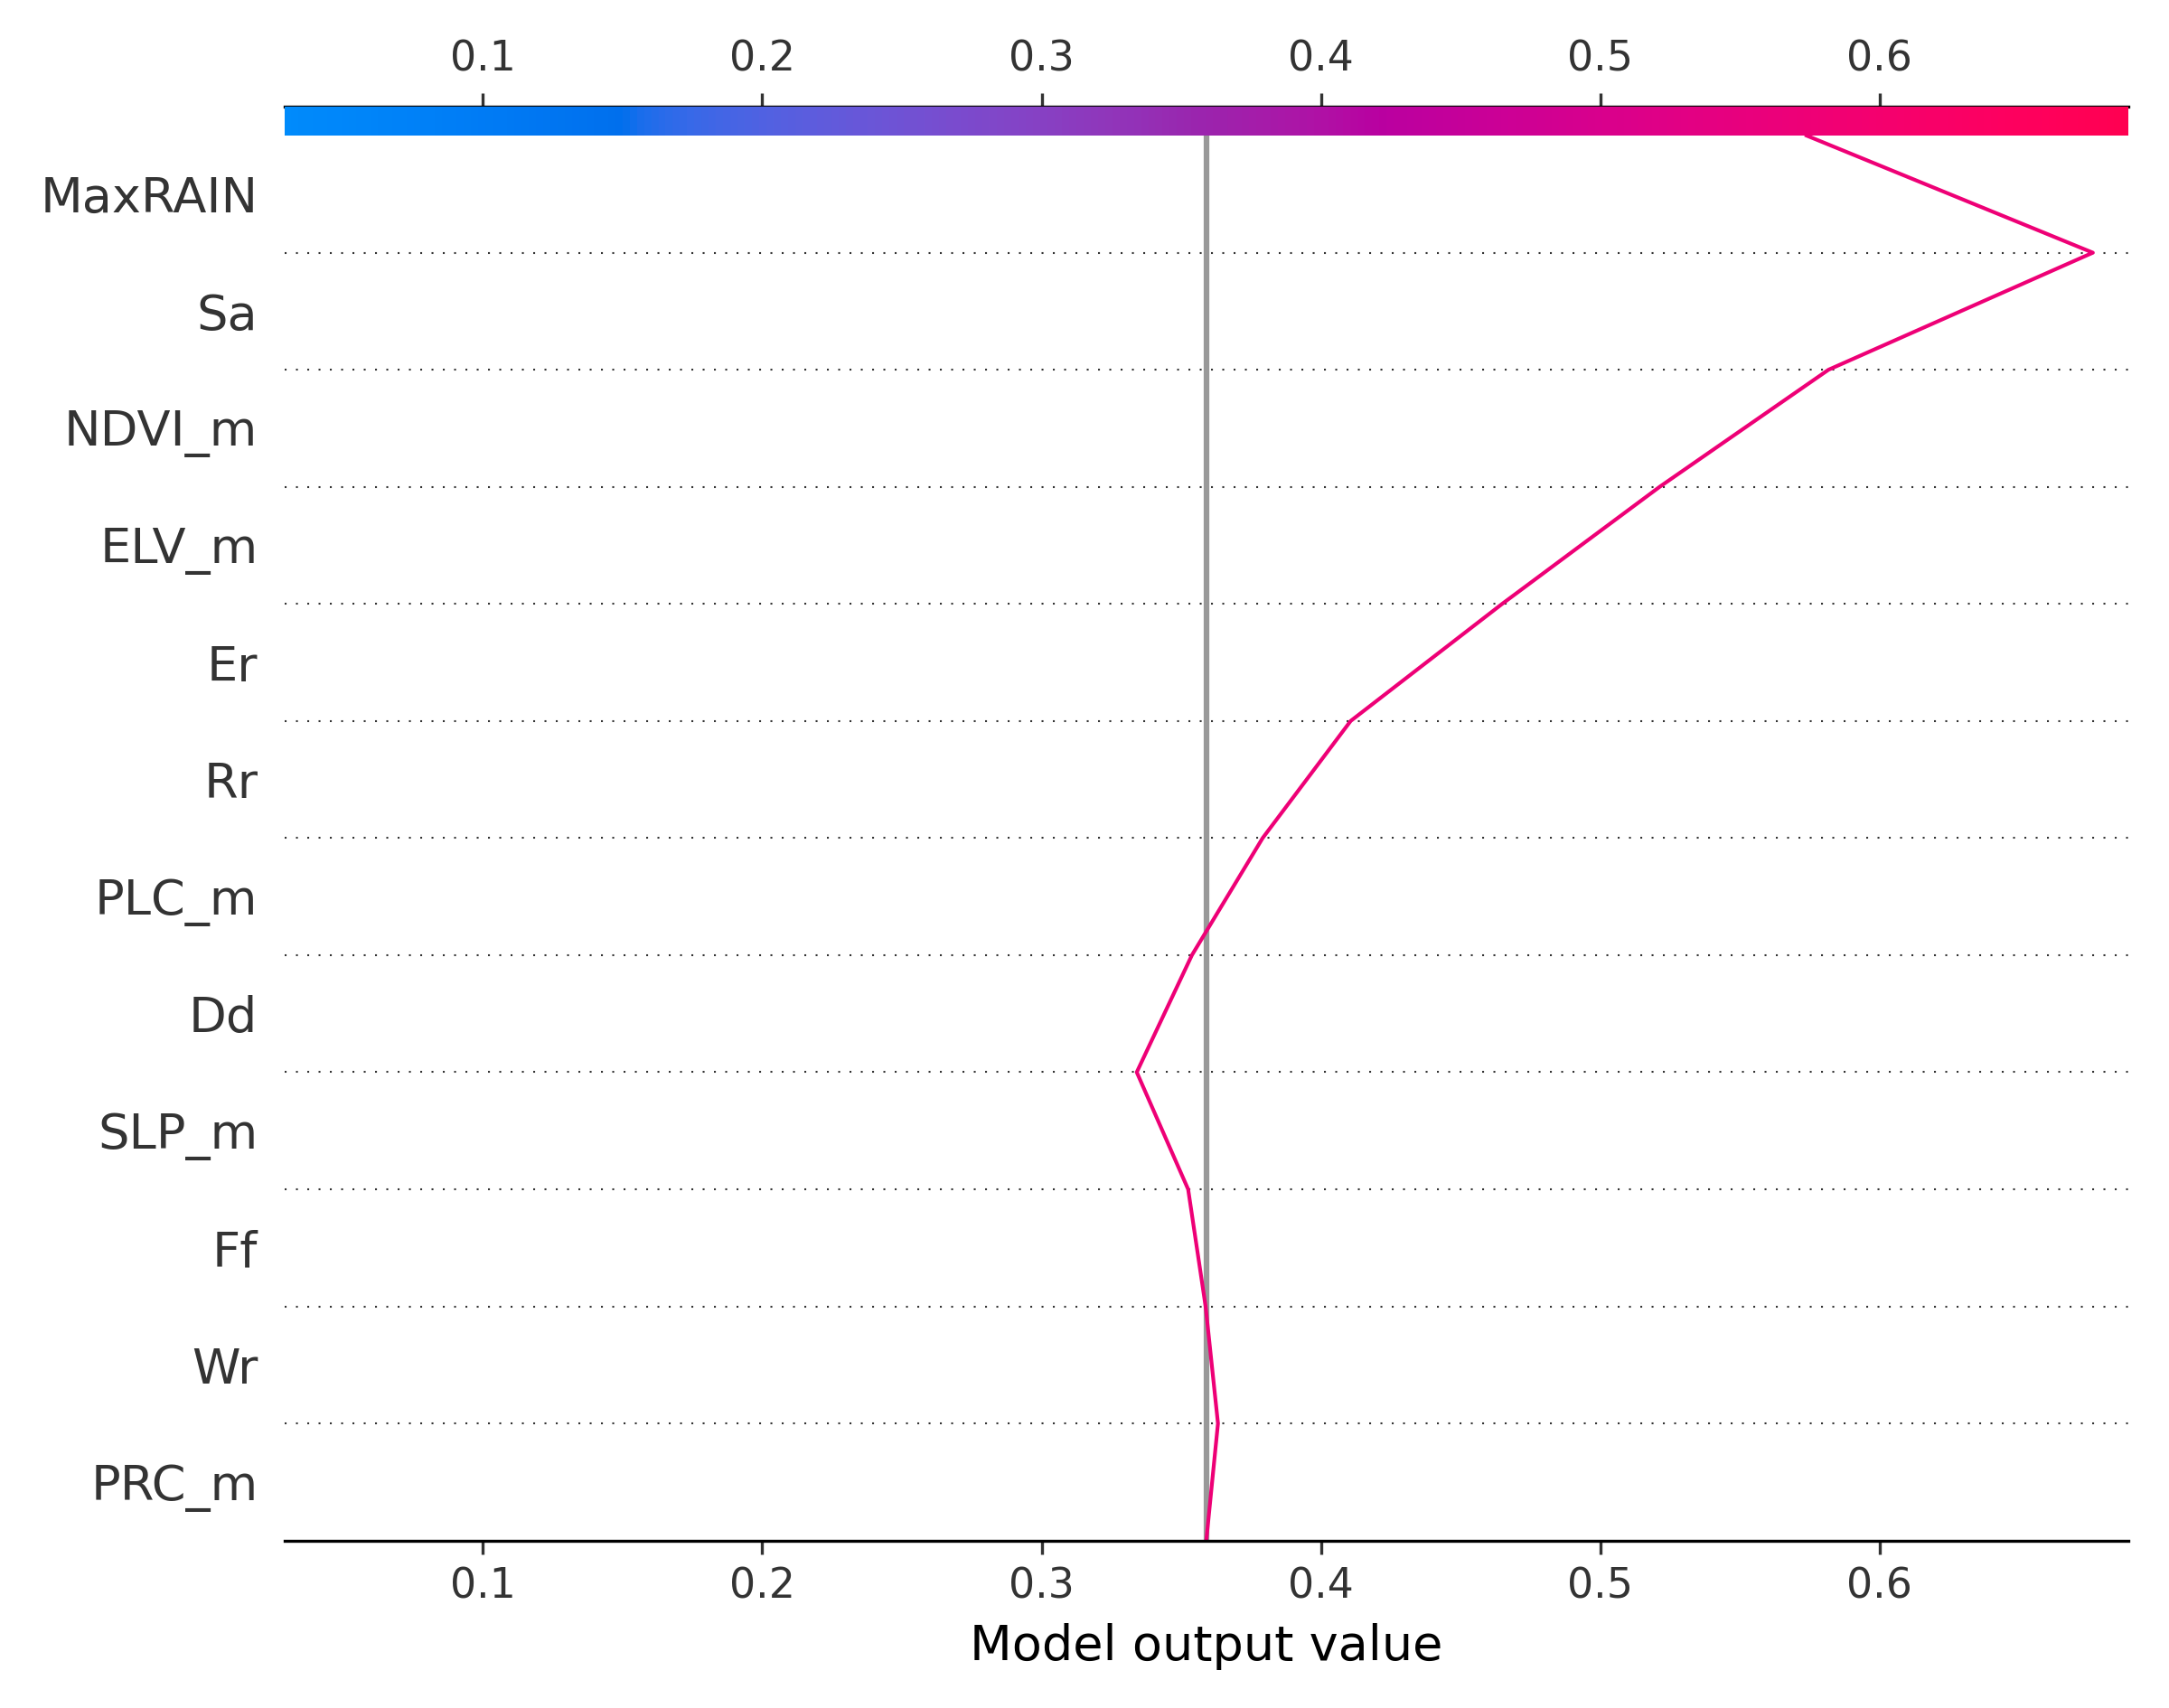 0.1 0.2 0.3 0.4 0.5 0.6
MaxRAIN
Sa
NDVI_m
ELV_m
Er
Rr
PLC_m
Dd
SLP_m
Ff
Wr
PRC_m
0.1 0.2 0.3 0.4 0.5 0.6
Model output value